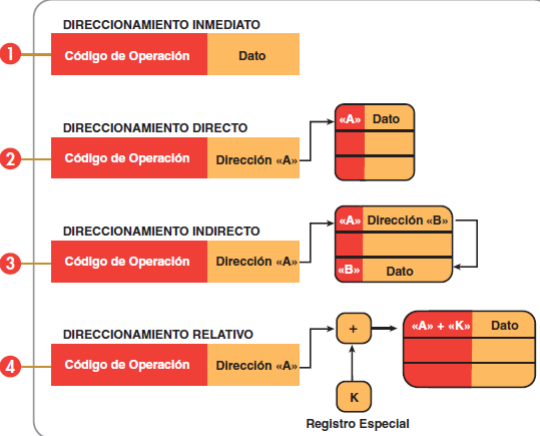 DIRECCIONAMIENTO INMEDIATO
1 Código de Operación Dato
DIRECCIONAMIENTO DIRECTO
«A» Dato
2 Código de Operación Dirección «A»
DIRECCIONAMIENTO INDIRECTO
«A» Dirección «B»
3 Código de Operación Dirección «A»
«B» Dato
DIRECCIONAMIENTO RELATIVO
+ «A» + «K» Dato
4 Código de Operación Dirección «A»
K
Registro Especial